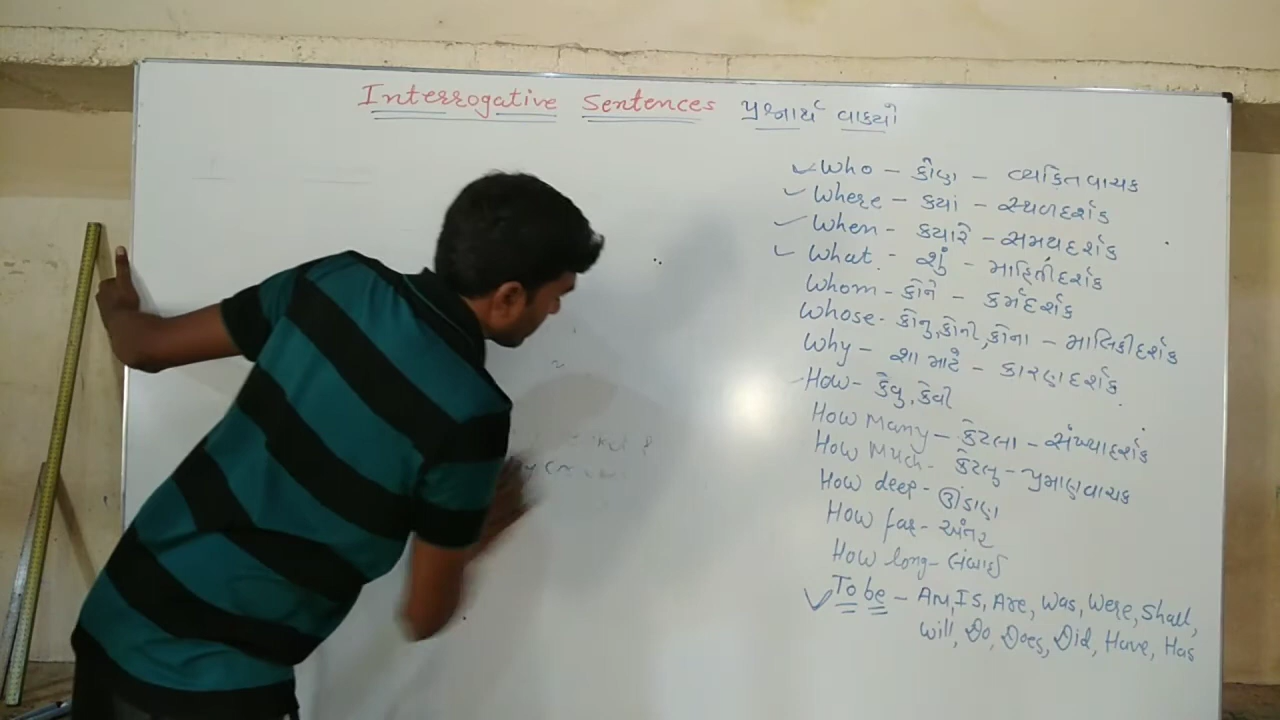 Interrogative Sentences પ્રશ્નાર્થ વાક્યો
Who - કોણ - વ્યકિતવાચક
Where - કયાં - સ્થળદર્શક
When - કયારે - સમયદર્શક
What - શું - માહિતીદર્શક
Whom - કોને - કર્મદર્શક
Whose - કોનુ, કોની, કોના - માલિકીદર્શક
Why - શા માટે - કારણદર્શક
How - કેવુ, કેવી
How Many - કેટલા - સંખ્યાદર્શક
How Much - કેટલુ - પ્રમાણવાચક
How deep - ઊંડાણ
How far - અંતર
How long - લંબાઈ
To be - Am, Is, Are, Was, Were, Shall,
Will, Do, Does, Did, Have, Has